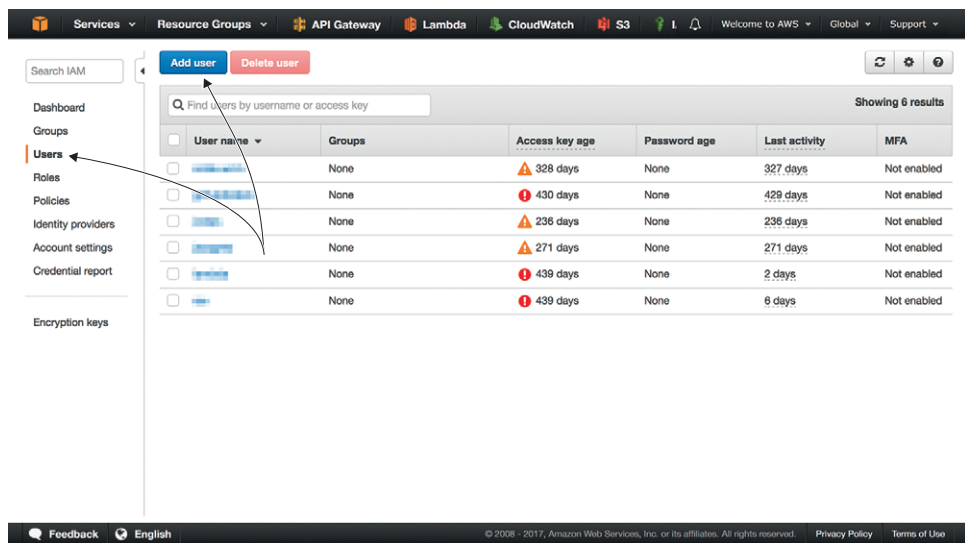 Services Resource Groups API Gateway Lambda CloudWatch S3 Welcome to AWS Global Support
Search IAM
Add user Delete user
Dashboard
Groups
Users
Roles
Policies
Identity providers
Account settings
Credential report
Encryption keys
Find users by username or access key
Showing 6 results
User name Groups Access key age Password age Last activity MFA
None 328 days None 327 days Not enabled
None 430 days None 429 days Not enabled
None 236 days None 236 days Not enabled
None 271 days None 271 days Not enabled
None 439 days None 2 days Not enabled
None 439 days None 6 days Not enabled
Feedback English © 2008 - 2017, Amazon Web Services, Inc. or its affiliates. All rights reserved. Privacy Policy Terms of Use